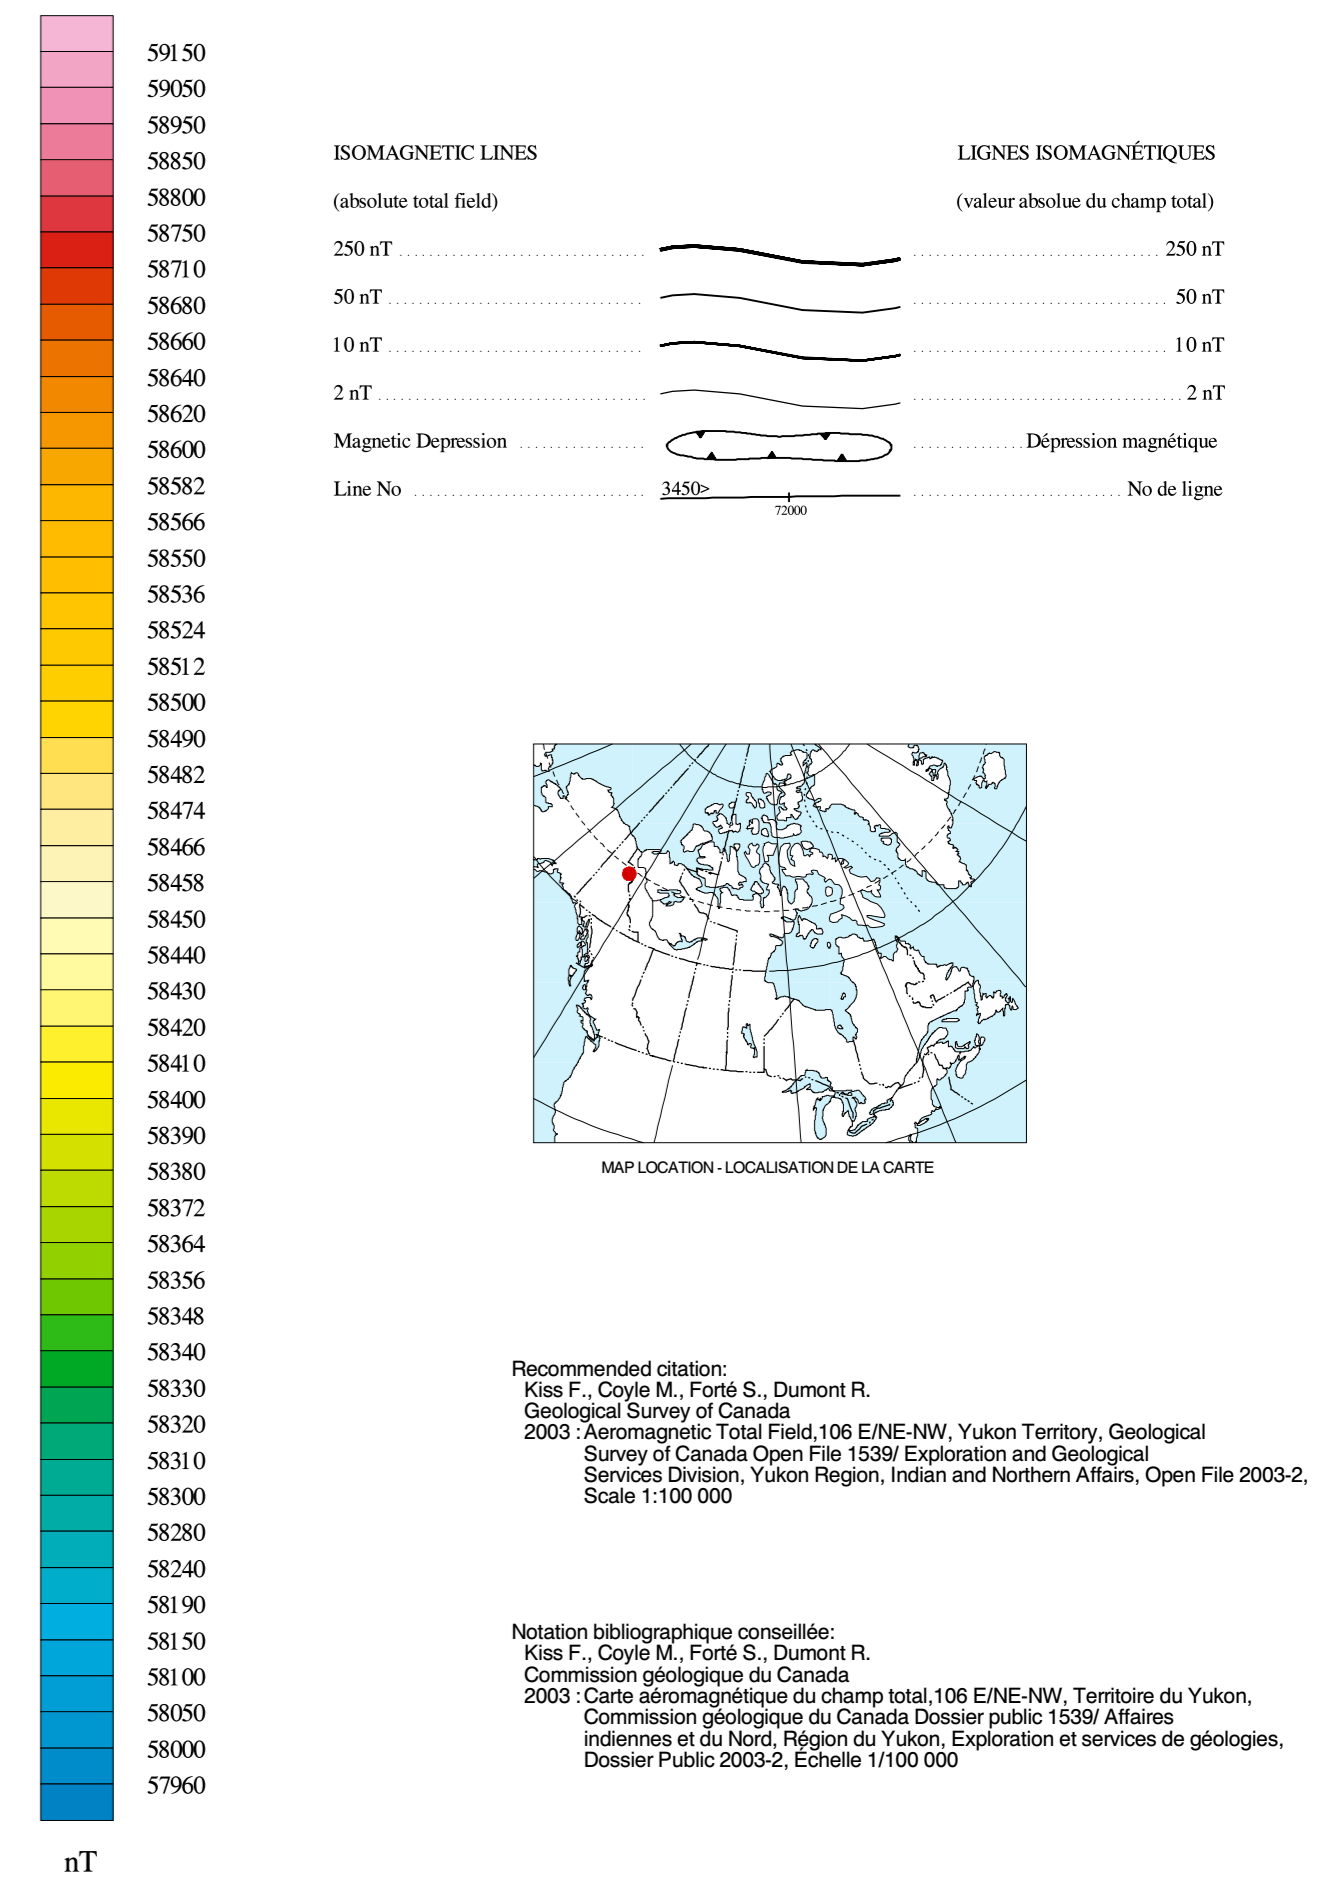 59150
59050
58950
58850
58800
58750
58710
58680
58660
58640
58620
58600
58582
58566
58550
58536
58524
58512
58500
58490
58482
58474
58466
58458
58450
58440
58430
58420
58410
58400
58390
58380
58372
58364
58356
58348
58340
58330
58320
58310
58300
58280
58240
58190
58150
58100
58050
58000
57960
nT
ISOMAGNETIC LINES LIGNES ISOMAGNÉTIQUES
(absolute total field) (valeur absolue du champ total)
250 nT 250 nT
50 nT 50 nT
10 nT 10 nT
2 nT 2 nT
Magnetic Depression Dépression magnétique
Line No 3450> No de ligne
72000
MAP LOCATION - LOCALISATION DE LA CARTE
Recommended citation:
Kiss F., Coyle M., Forté S., Dumont R.
Geological Survey of Canada
2003 : Aeromagnetic Total Field,106 E/NE-NW, Yukon Territory, Geological
Survey of Canada Open File 1539/ Exploration and Geological
Services Division, Yukon Region, Indian and Northern Affairs, Open File 2003-2,
Scale 1:100 000
Notation bibliographique conseillée:
Kiss F., Coyle M., Forté S., Dumont R.
Commission géologique du Canada
2003 : Carte aéromagnétique du champ total,106 E/NE-NW, Territoire du Yukon,
Commission géologique du Canada Dossier public 1539/ Affaires
indiennes et du Nord, Région du Yukon, Exploration et services de géologies,
Dossier Public 2003-2, Échelle 1/100 000